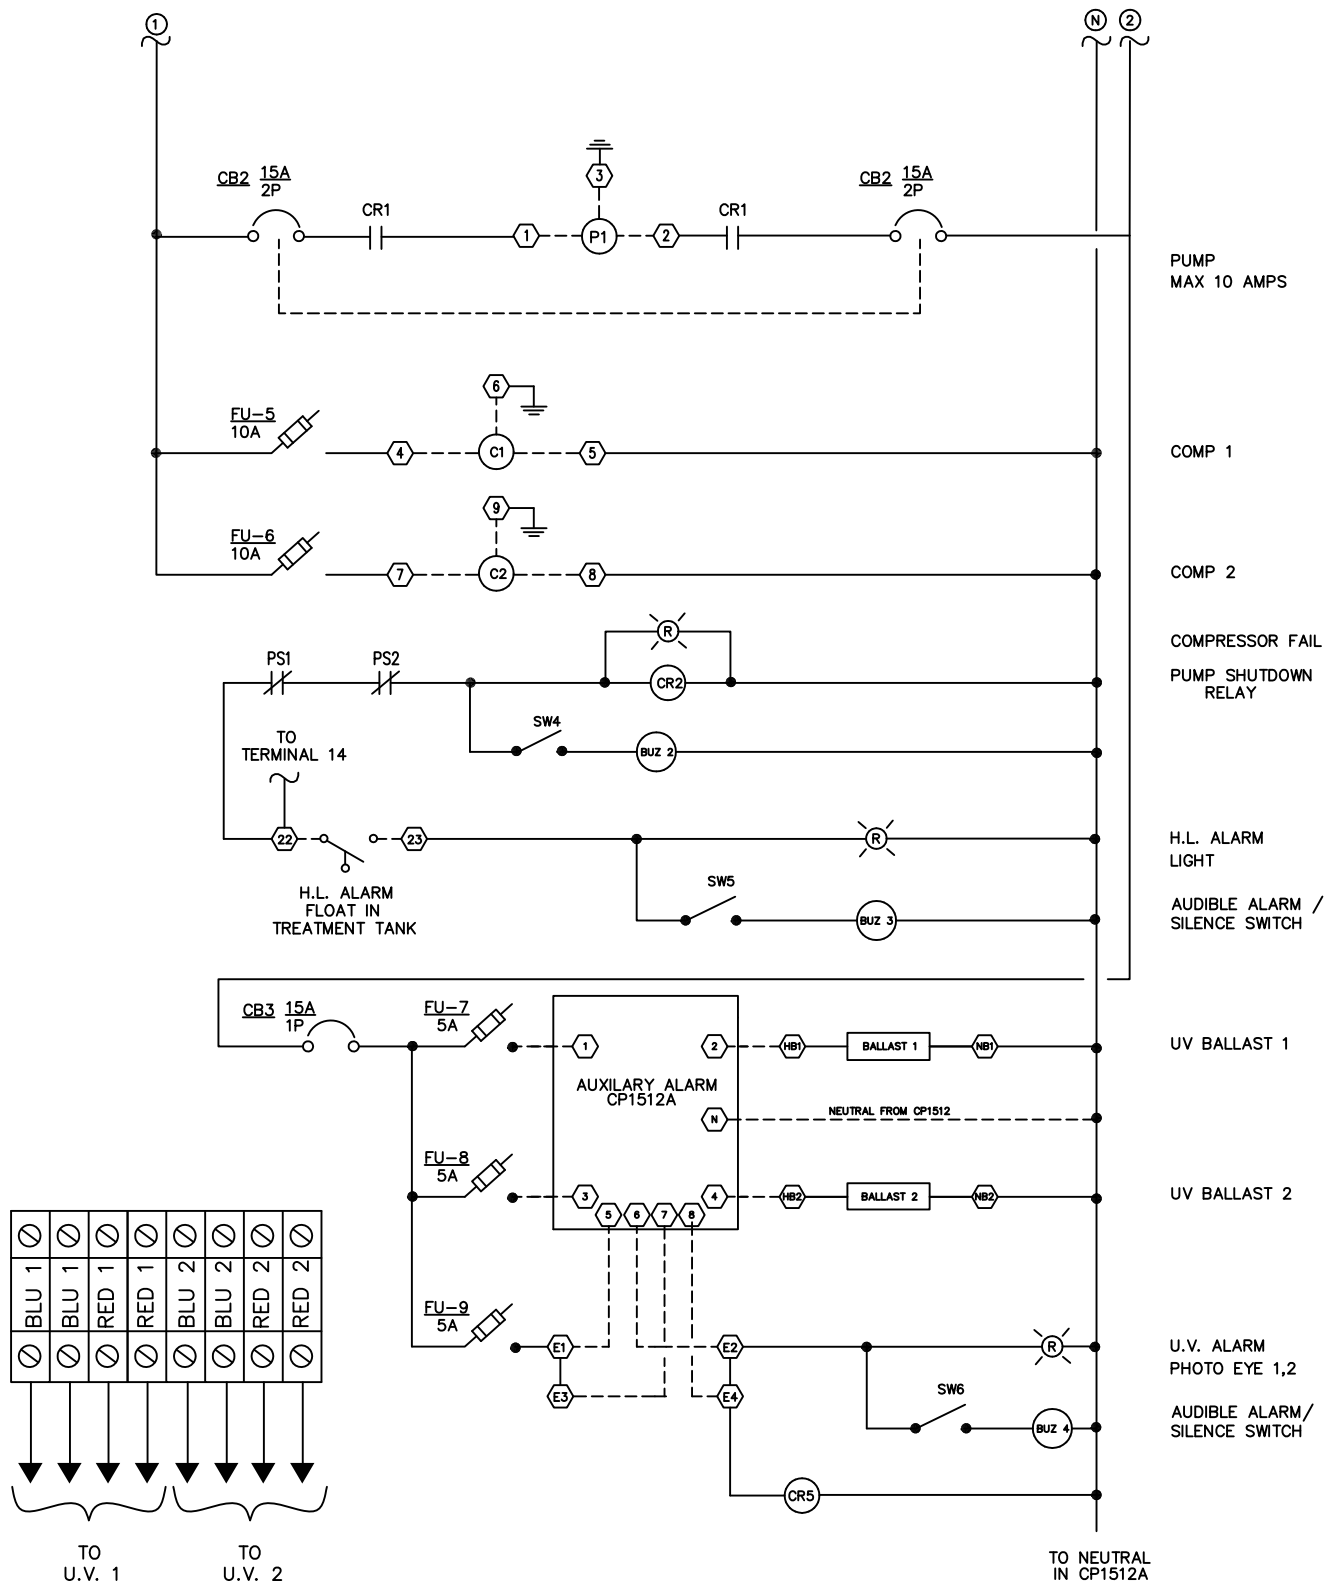 1
N
2
CB2 15A
2P
CR1
3
1
P1
2
CR1
CB2 15A
2P
PUMP
MAX 10 AMPS
6
FU-5
10A
4
C1
5
COMP 1
9
FU-6
10A
7
C2
8
COMP 2
R
COMPRESSOR FAIL
PS1
PS2
CR2
PUMP SHUTDOWN
RELAY
SW4
BUZ 2
TO
TERMINAL 14
22
23
R
H.L. ALARM
LIGHT
H.L. ALARM
FLOAT IN
TREATMENT TANK
SW5
BUZ 3
AUDIBLE ALARM /
SILENCE SWITCH
CB3 15A
1P
FU-7
5A
1
2
HB1
BALLAST 1
NB1
UV BALLAST 1
AUXILARY ALARM
CP1512A
N
NEUTRAL FROM CP1512
FU-8
5A
3
4
HB2
BALLAST 2
NB2
UV BALLAST 2
5
6
7
8
BLU 1
BLU 1
RED 1
RED 1
BLU 2
BLU 2
RED 2
RED 2
FU-9
5A
E1
E2
R
U.V. ALARM
PHOTO EYE 1,2
E3
E4
SW6
BUZ 4
AUDIBLE ALARM/
SILENCE SWITCH
CR5
TO
U.V. 1
TO
U.V. 2
TO NEUTRAL
IN CP1512A